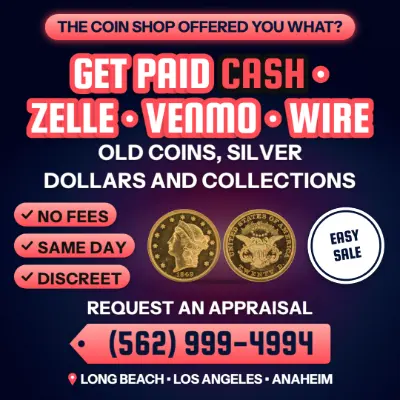 THE COIN SHOP OFFERED YOU WHAT?
GET PAID CASH •
ZELLE • VENMO • WIRE
OLD COINS, SILVER
DOLLARS AND COLLECTIONS
NO FEES
SAME DAY
DISCREET
EASY
SALE
REQUEST AN APPRAISAL
(562) 999-4994
LONG BEACH • LOS ANGELES • ANAHEIM